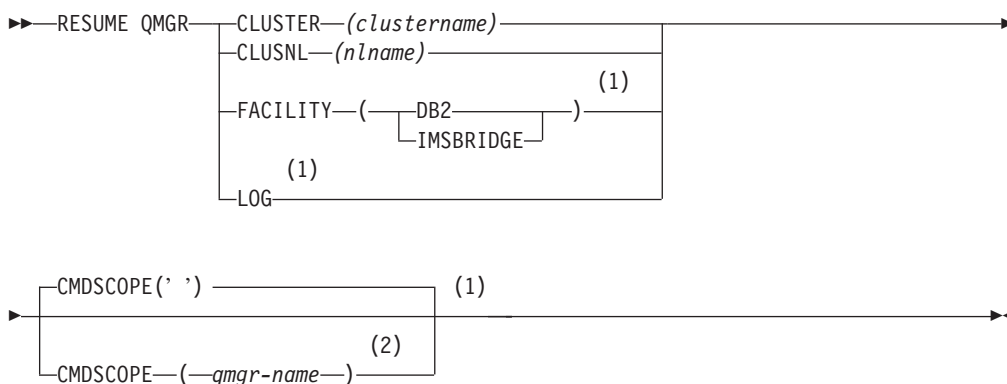 RESUME QMGR CLUSTER (clustername)
CLUSNL (nlname)
(1)
FACILITY ( DB2 )
IMSBRIDGE
(1)
LOG
CMDSCOPE(’ ’) (1)
(2)
CMDSCOPE ( qmgr-name )